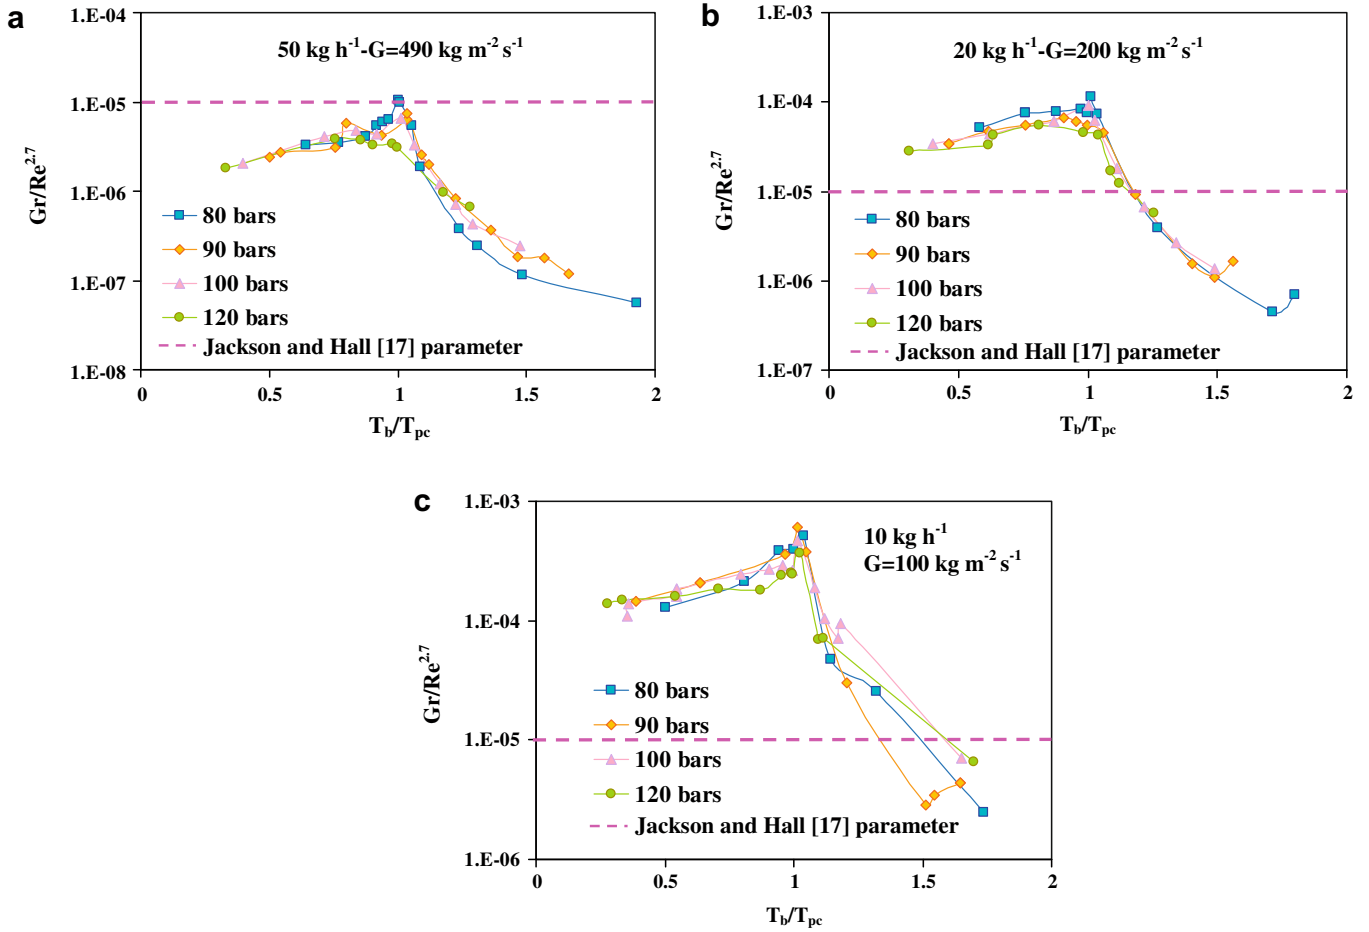 a
50 kg h⁻¹-G=490 kg m⁻² s⁻¹
1.E-04
1.E-05
1.E-06
1.E-07
1.E-08
Gr/Re²·⁷
80 bars
90 bars
100 bars
120 bars
Jackson and Hall [17] parameter
0 0.5 1 1.5 2
T_b/T_pc
b
20 kg h⁻¹-G=200 kg m⁻² s⁻¹
1.E-03
1.E-04
1.E-05
1.E-06
1.E-07
Gr/Re²·⁷
80 bars
90 bars
100 bars
120 bars
Jackson and Hall [17] parameter
0 0.5 1 1.5 2
T_b/T_pc
c
10 kg h⁻¹
G=100 kg m⁻² s⁻¹
1.E-03
1.E-04
1.E-05
1.E-06
Gr/Re²·⁷
80 bars
90 bars
100 bars
120 bars
Jackson and Hall [17] parameter
0 0.5 1 1.5 2
T_b/T_pc